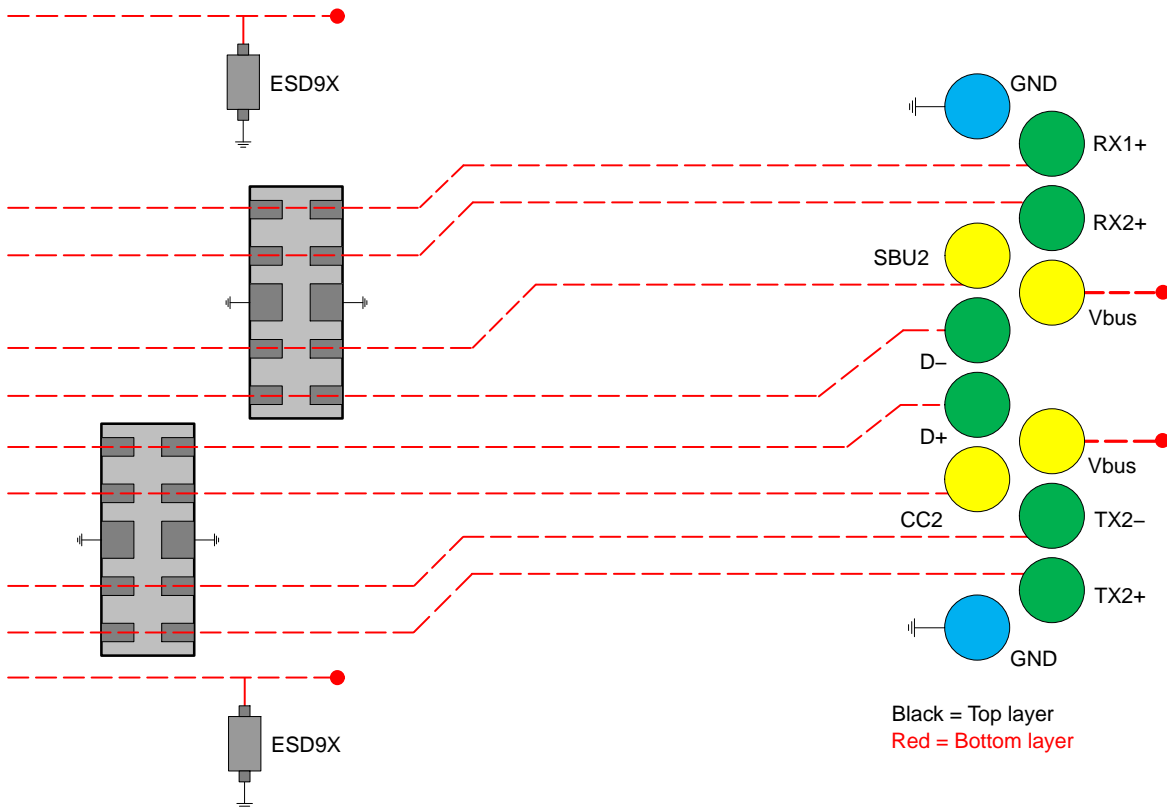 ESD9X
GND
RX1+
RX2+
SBU2
Vbus
D–
D+
Vbus
CC2
TX2–
TX2+
GND
Black = Top layer
Red = Bottom layer
ESD9X